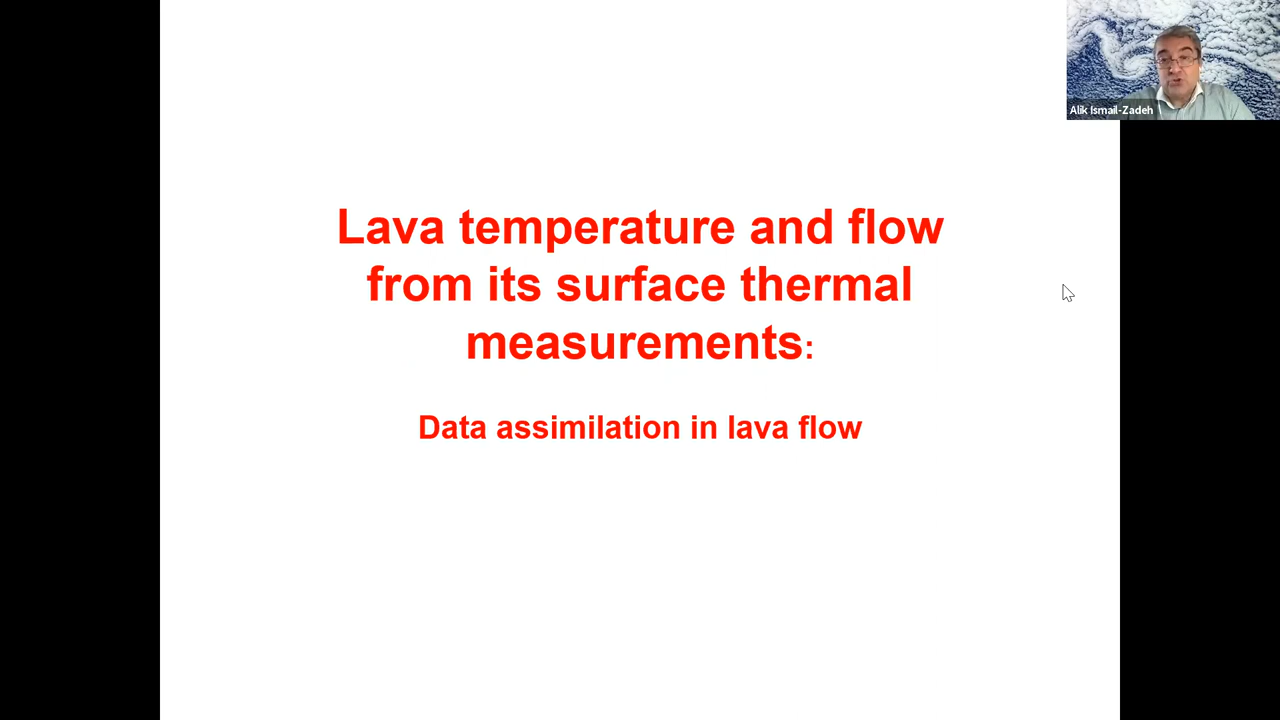 Alik Ismail-Zadeh
Lava temperature and flow
from its surface thermal
measurements:
Data assimilation in lava flow